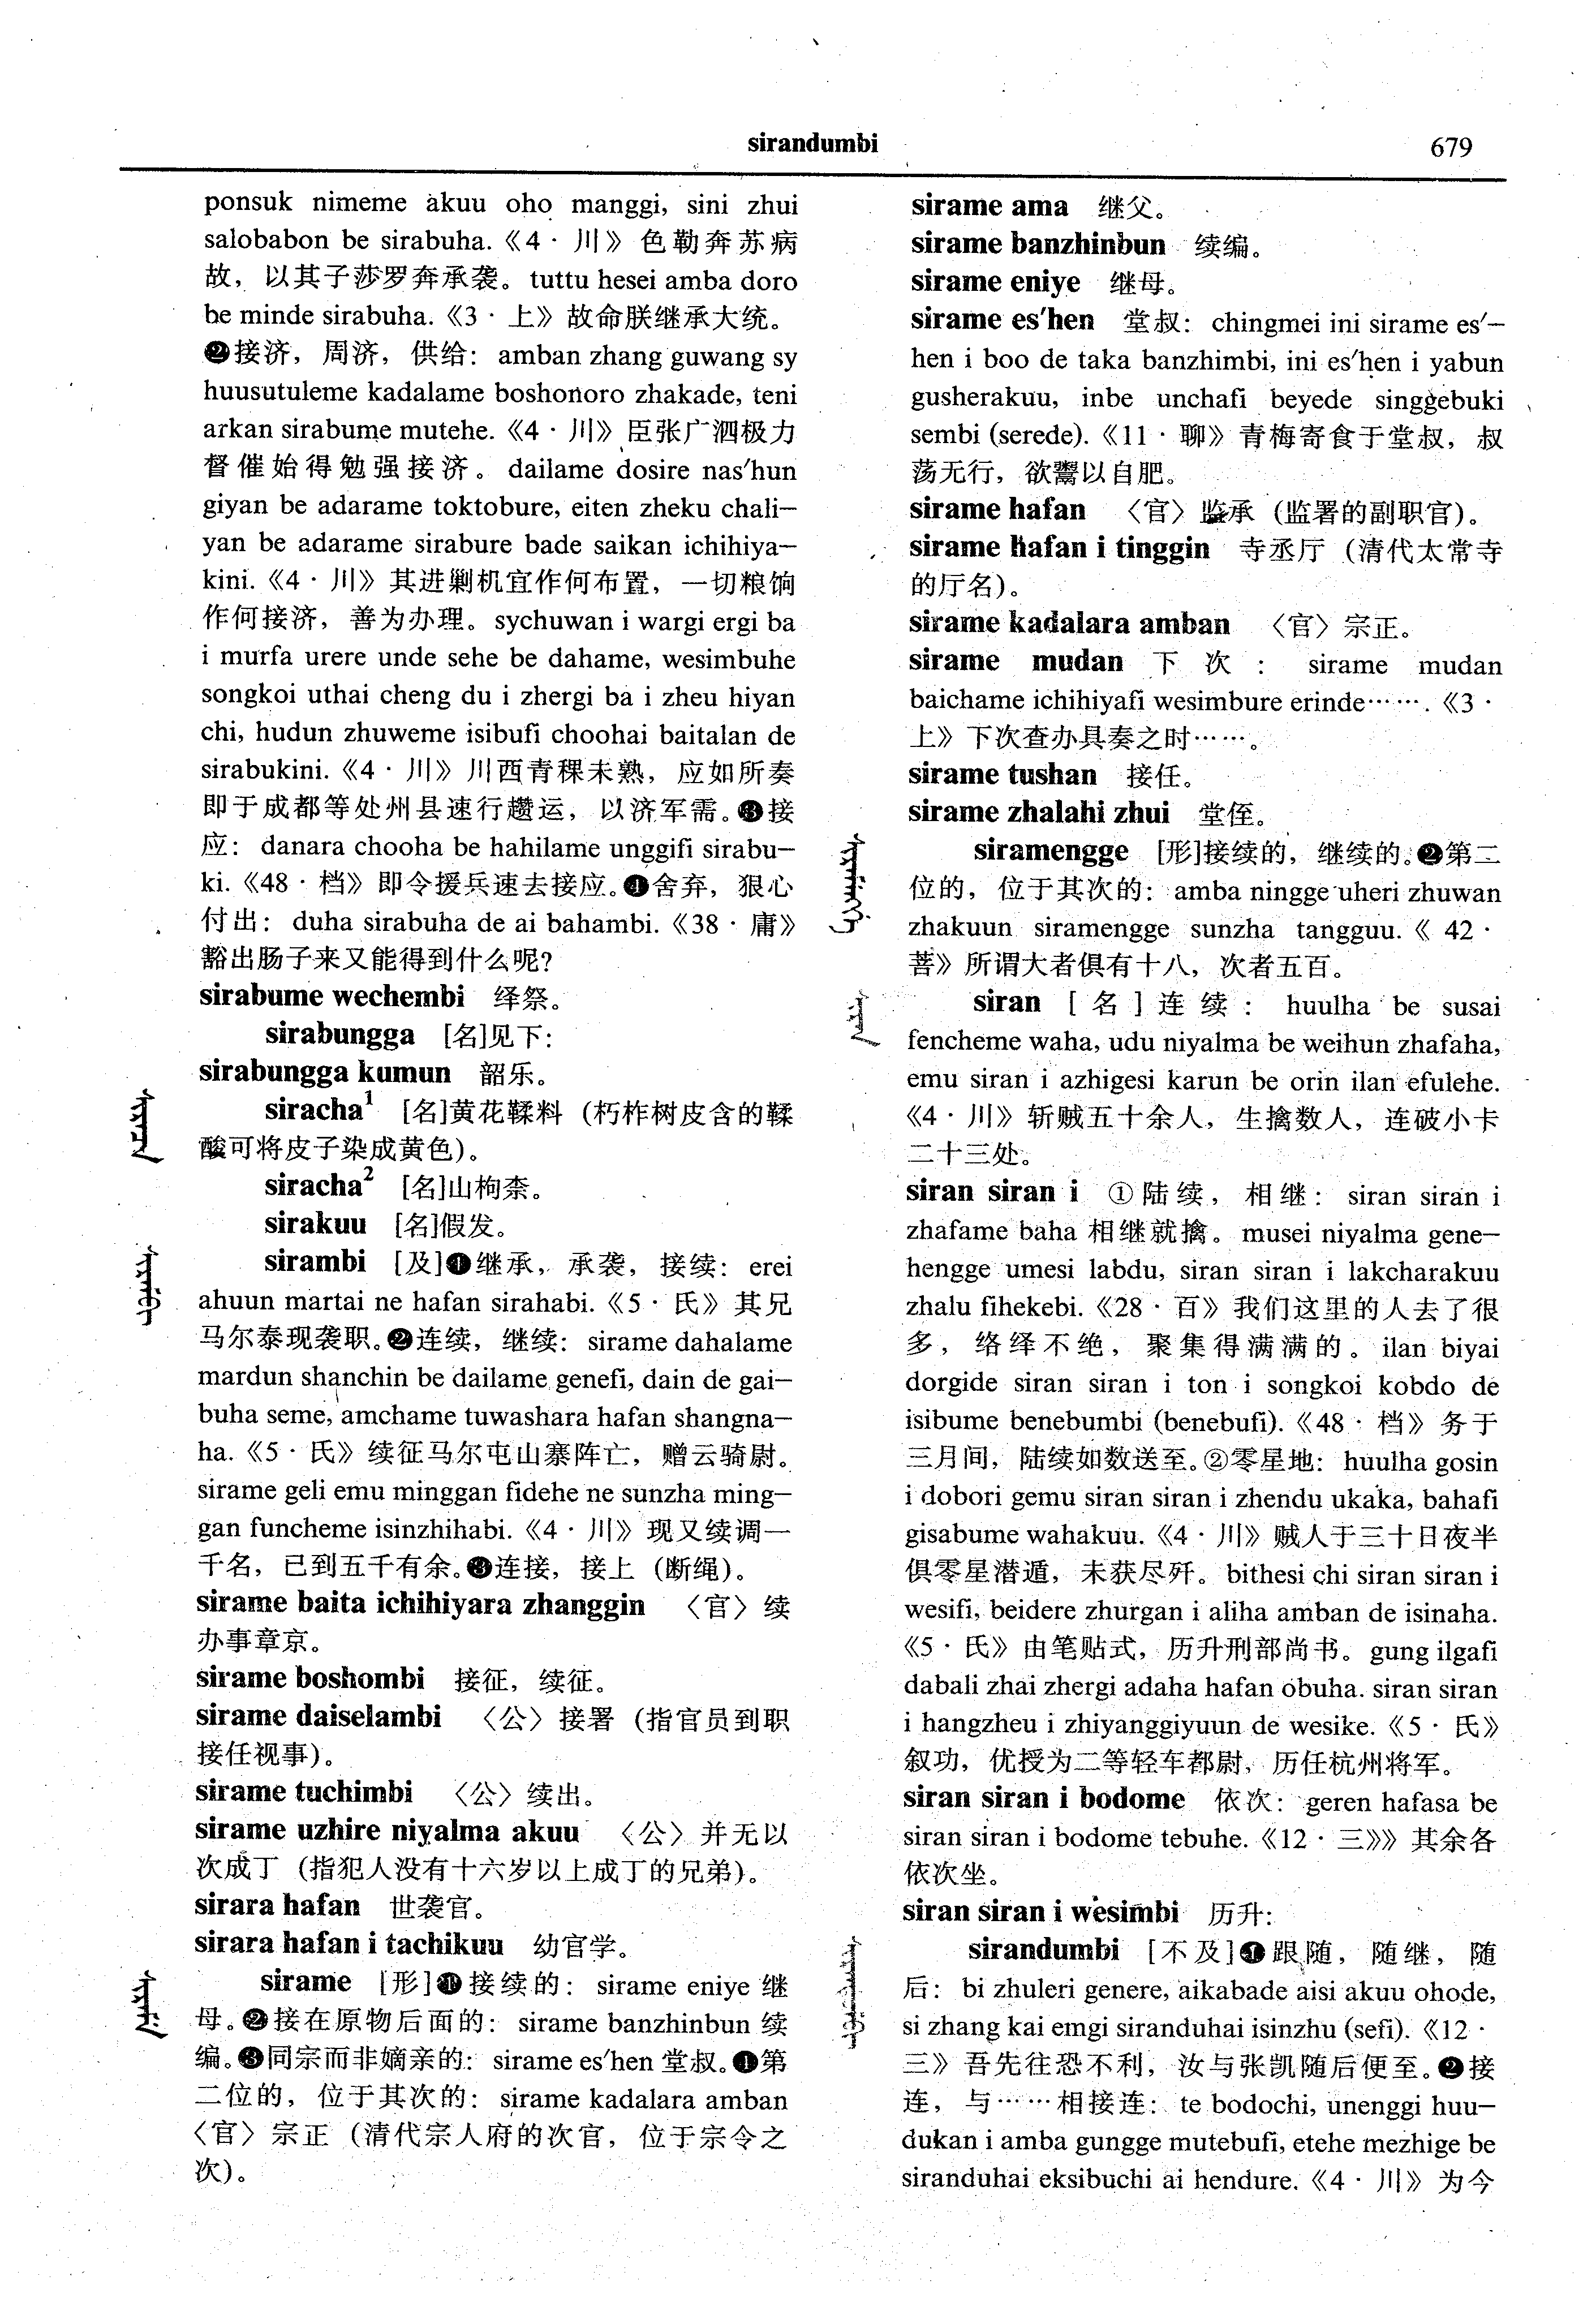 sirandumbi
679
ponsuk nimeme akuu oho manggi, sini zhui
salobabon be sirabuha.《4 · 川》色勒奔苏病
故，以其子莎罗奔承袭。tuttu hesei amba doro
be minde sirabuha.《3 · 上》故命朕继承大统。
❷接济，周济，供给：amban zhang guwang sy
huusutuleme kadalame boshonoro zhakade, teni
arkan sirabume mutehe.《4 · 川》臣张广泗极力
督催始得勉强接济。dailame dosire nas'hun
giyan be adarame toktobure, eiten zheku chali—
yan be adarame sirabure bade saikan ichihiya—
kini.《4 · 川》其进剿机宜作何布置，一切粮饷
作何接济，善为办理。sychuwan i wargi ergi ba
i murfa urere unde sehe be dahame, wesimbuhe
songkoi uthai cheng du i zhergi ba i zheu hiyan
chi, hudun zhuweme isibufi choohai baitalan de
sirabukini.《4 · 川》川西青稞未熟，应如所奏
即于成都等处州县速行趱运，以济军需。❸接
应：danara chooha be hahilame unggifi sirabu—
ki.《48 · 档》即令援兵速去接应。❹舍弃，狠心
付出：duha sirabuha de ai bahambi.《38 · 庸》
豁出肠子来又能得到什么呢?
sirabume wechembi 绎祭。
sirabungga [名]见下：
sirabungga kumun 韶乐。
siracha¹ [名]黄花鞣料（朽柞树皮含的鞣
酸可将皮子染成黄色）。
siracha² [名]山枸柰。
sirakuu [名]假发。
sirambi [及]❶继承，承袭，接续：erei
ahuun martai ne hafan sirahabi.《5 · 氏》其兄
马尔泰现袭职。❷连续，继续：sirame dahalame
mardun shanchin be dailame genefi, dain de gai—
buha seme, amchame tuwashara hafan shangna—
ha.《5 · 氏》续征马尔屯山寨阵亡，赠云骑尉。
sirame geli emu minggan fidehe ne sunzha ming—
gan funcheme isinzhihabi.《4 · 川》现又续调一
千名，已到五千有余。❸连接，接上（断绳）。
sirame baita ichihiyara zhanggin 〈官〉续
办事章京。
sirame boshombi 接征，续征。
sirame daiselambi 〈公〉接署（指官员到职
接任视事）。
sirame tuchimbi 〈公〉续出。
sirame uzhire niyalma akuu 〈公〉并无以
次成丁（指犯人没有十六岁以上成丁的兄弟）。
sirara hafan 世袭官。
sirara hafan i tachikuu 幼官学。
sirame [形]❶接续的：sirame eniye 继
母。❷接在原物后面的：sirame banzhinbun 续
编。❸同宗而非嫡亲的：sirame es'hen 堂叔。❹第
二位的，位于其次的：sirame kadalara amban
〈官〉宗正（清代宗人府的次官，位于宗令之
次）。
sirame ama 继父。
sirame banzhinbun 续编。
sirame eniye 继母。
sirame es'hen 堂叔：chingmei ini sirame es'—
hen i boo de taka banzhimbi, ini es'hen i yabun
gusherakuu, inbe unchafi beyede singgebuki
sembi (serede).《11 · 聊》青梅寄食于堂叔，叔
荡无行，欲鬻以自肥。
sirame hafan 〈官〉监承（监署的副职官）。
sirame hafan i tinggin 寺丞厅（清代太常寺
的厅名）。
sirame kadalara amban 〈官〉宗正。
sirame mudan 下次：sirame mudan
baichame ichihiyafi wesimbure erinde…….《3 ·
上》下次查办具奏之时……。
sirame tushan 接任。
sirame zhalahi zhui 堂侄。
siramengge [形]接续的，继续的。❷第二
位的，位于其次的：amba ningge uheri zhuwan
zhakuun siramengge sunzha tangguu.《42 ·
菩》所谓大者俱有十八，次者五百。
siran [名]连续：huulha be susai
fencheme waha, udu niyalma be weihun zhafaha,
emu siran i azhigesi karun be orin ilan efulehe.
《4 · 川》斩贼五十余人，生擒数人，连破小卡
二十三处。
siran siran i ①陆续，相继：siran siran i
zhafame baha 相继就擒。musei niyalma gene—
hengge umesi labdu, siran siran i lakcharakuu
zhalu fihekebi.《28 · 百》我们这里的人去了很
多，络绎不绝，聚集得满满的。ilan biyai
dorgide siran siran i ton i songkoi kobdo de
isibume benebumbi (benebufi).《48 · 档》务于
三月间，陆续如数送至。②零星地：huulha gosin
i dobori gemu siran siran i zhendu ukaka, bahafi
gisabume wahakuu.《4 · 川》贼人于三十日夜半
俱零星潜遁，未获尽歼。bithesi chi siran siran i
wesifi, beidere zhurgan i aliha amban de isinaha.
《5 · 氏》由笔贴式，历升刑部尚书。gung ilgafi
dabali zhai zhergi adaha hafan obuha. siran siran
i hangzheu i zhiyanggiyuun de wesike.《5 · 氏》
叙功，优授为二等轻车都尉，历任杭州将军。
siran siran i bodome 依次：geren hafasa be
siran siran i bodome tebuhe.《12 · 三》》其余各
依次坐。
siran siran i wesimbi 历升：
sirandumbi [不及]❶跟随，随继，随
后：bi zhuleri genere, aikabade aisi akuu ohode,
si zhang kai emgi siranduhai isinzhu (sefi).《12 ·
三》吾先往恐不利，汝与张凯随后便至。❷接
连，与……相接连：te bodochi, unenggi huu—
dukan i amba gungge mutebufi, etehe mezhige be
siranduhai eksibuchi ai hendure.《4 · 川》为今